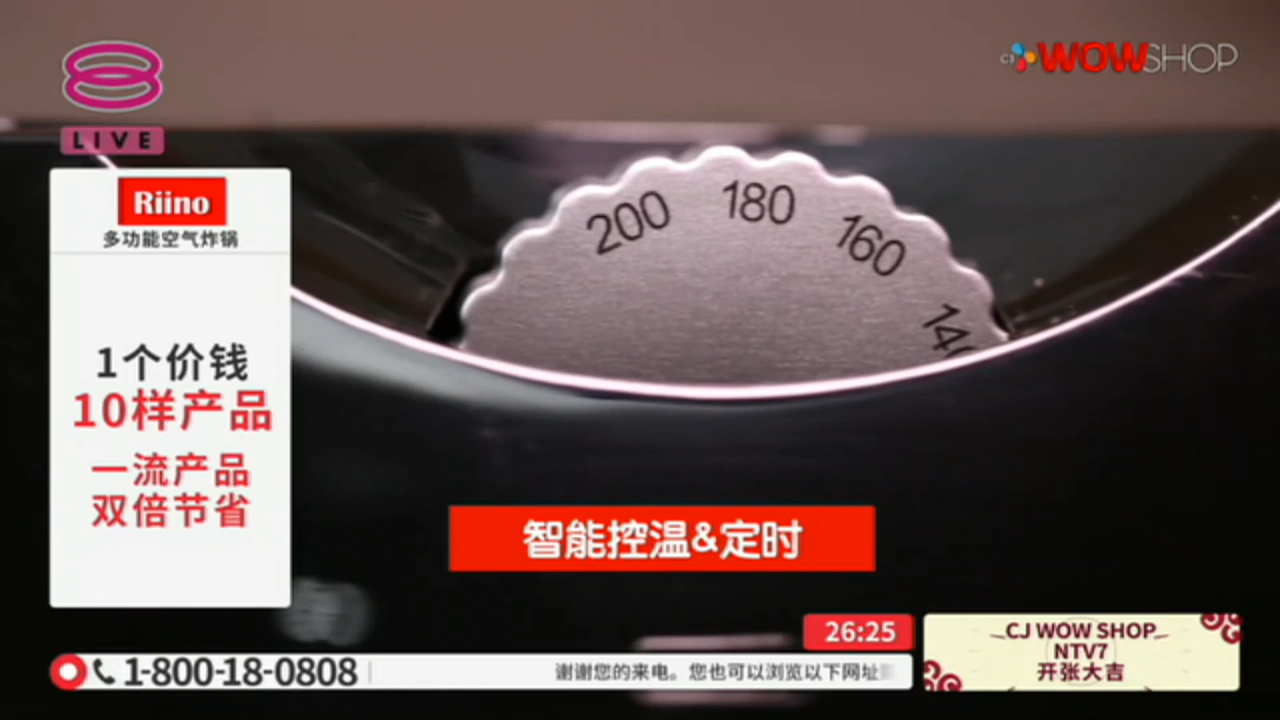 CJ WOWSHOP
LIVE
Riino
多功能空气炸锅
200
180
160
1个价钱
10样产品
一流产品
双倍节省
智能控温&定时
26:25
CJ WOW SHOP
NTV7
开张大吉
1-800-18-0808
谢谢您的来电。您也可以浏览以下网址